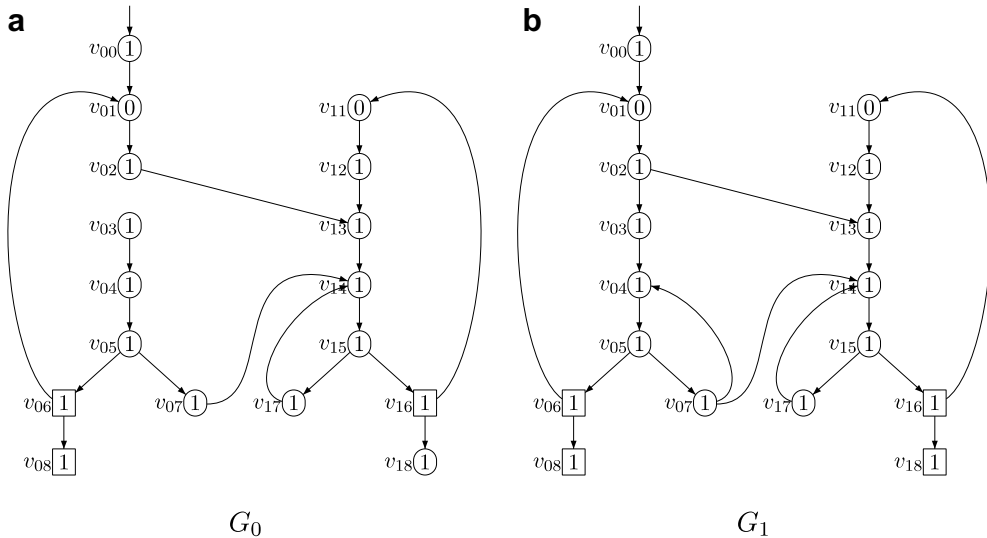 a
v₀₀ 1
v₀₁ 0
v₁₁ 0
v₀₂ 1
v₁₂ 1
v₀₃ 1
v₁₃ 1
v₀₄ 1
v₁₄ 1
v₀₅ 1
v₁₅ 1
v₀₆ 1
v₀₇ 1
v₁₇ 1
v₁₆ 1
v₀₈ 1
v₁₈ 1
G₀
b
v₀₀ 1
v₀₁ 0
v₁₁ 0
v₀₂ 1
v₁₂ 1
v₀₃ 1
v₁₃ 1
v₀₄ 1
v₁₄ 1
v₀₅ 1
v₁₅ 1
v₀₆ 1
v₀₇ 1
v₁₇ 1
v₁₆ 1
v₀₈ 1
v₁₈ 1
G₁